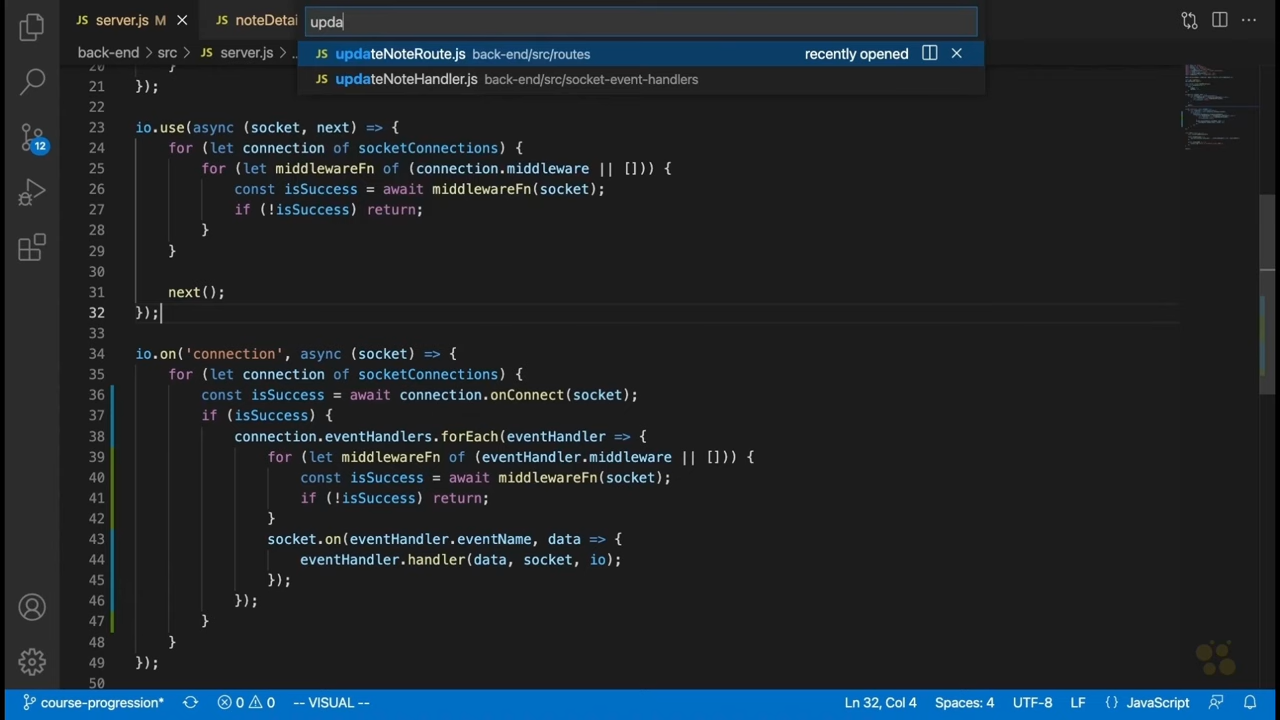 server.js M
noteDetai
upda
back-end > src > server.js > ..
updateNoteRoute.js back-end/src/routes recently opened
updateNoteHandler.js back-end/src/socket-event-handlers
20 }
21 });
22
23 io.use(async (socket, next) => {
24 for (let connection of socketConnections) {
25 for (let middlewareFn of (connection.middleware || [])) {
26 const isSuccess = await middlewareFn(socket);
27 if (!isSuccess) return;
28 }
29 }
30
31 next();
32 });
33
34 io.on('connection', async (socket) => {
35 for (let connection of socketConnections) {
36 const isSuccess = await connection.onConnect(socket);
37 if (isSuccess) {
38 connection.eventHandlers.forEach(eventHandler => {
39 for (let middlewareFn of (eventHandler.middleware || [])) {
40 const isSuccess = await middlewareFn(socket);
41 if (!isSuccess) return;
42 }
43 socket.on(eventHandler.eventName, data => {
44 eventHandler.handler(data, socket, io);
45 });
46 });
47 }
48 }
49 });
50
12
course-progression* 0 0 -- VISUAL -- Ln 32, Col 4 Spaces: 4 UTF-8 LF {} JavaScript